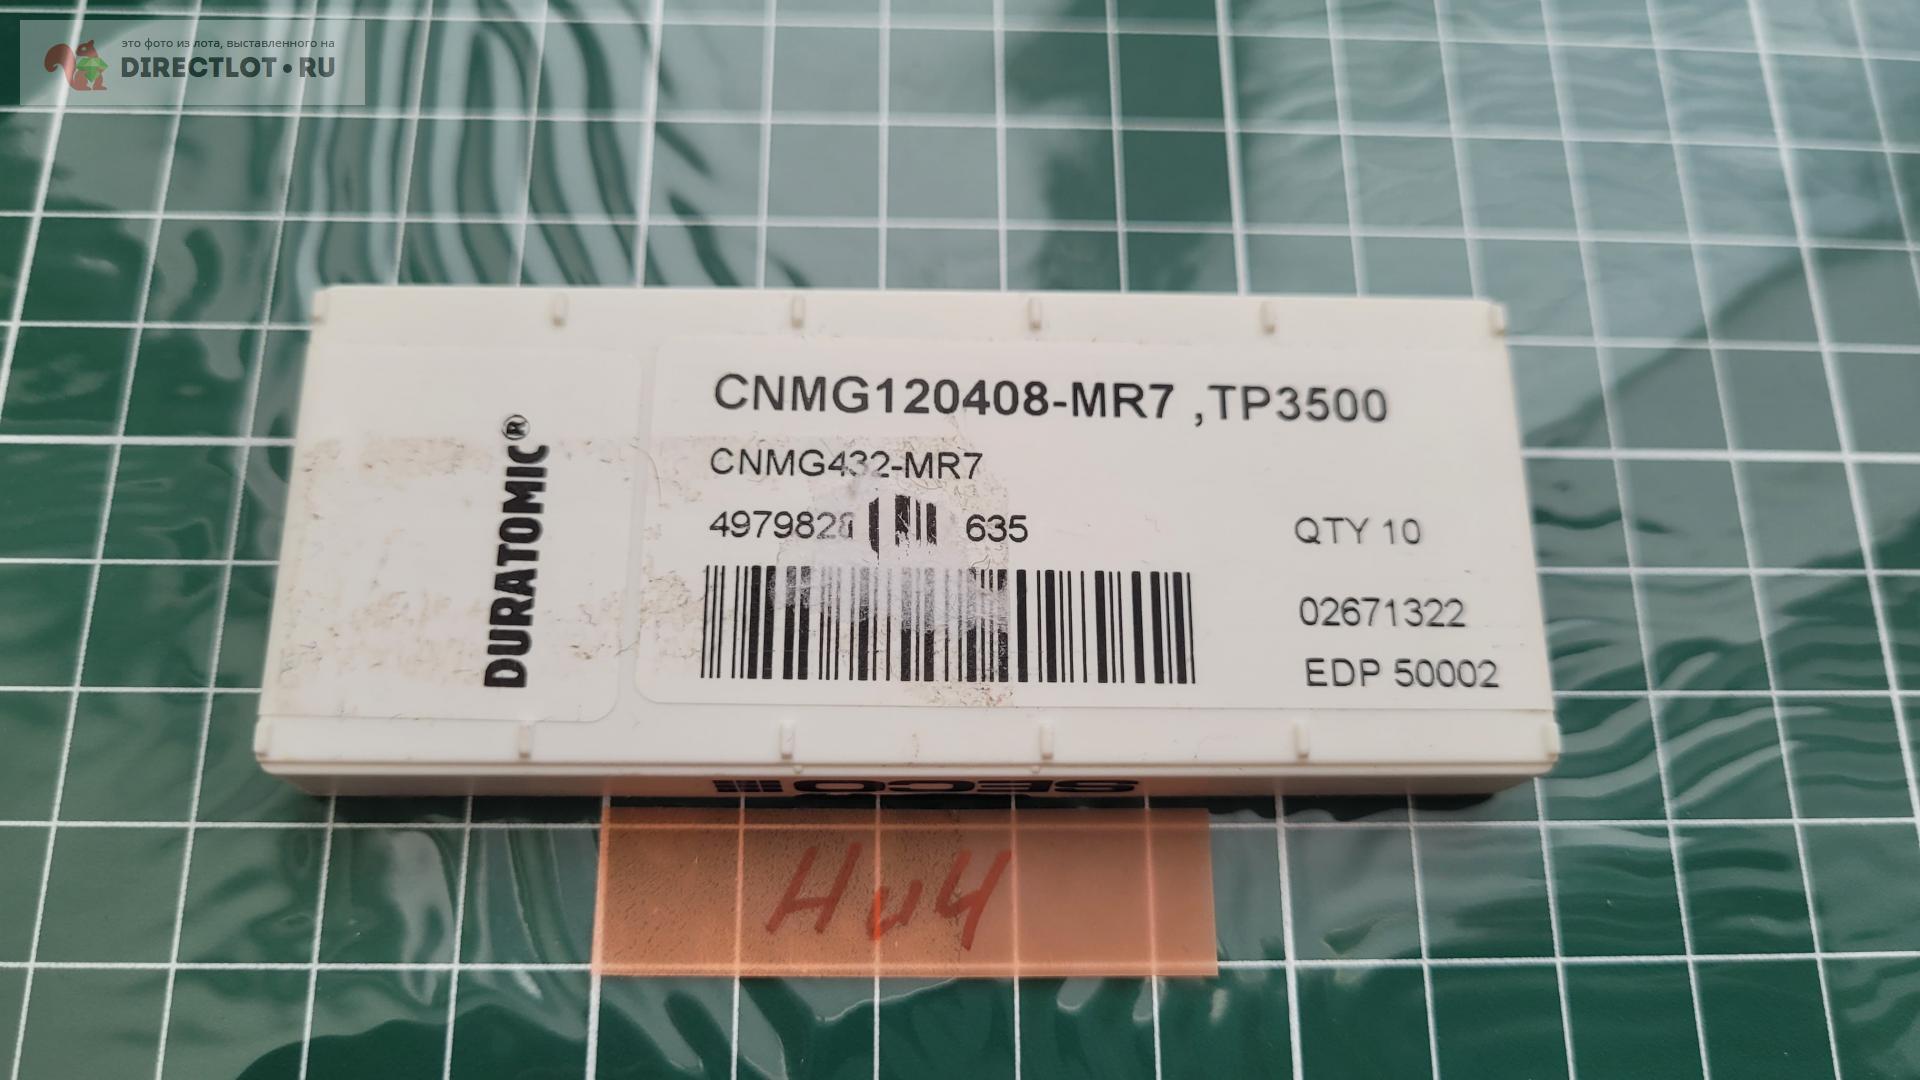 это фото из лота, выставленного на
DIRECTLOT•RU
CNMG120408-MR7 ,TP3500
CNMG432-MR7
635
QTY 10
02671322
EDP 50002
DURATOMIC®
SECO